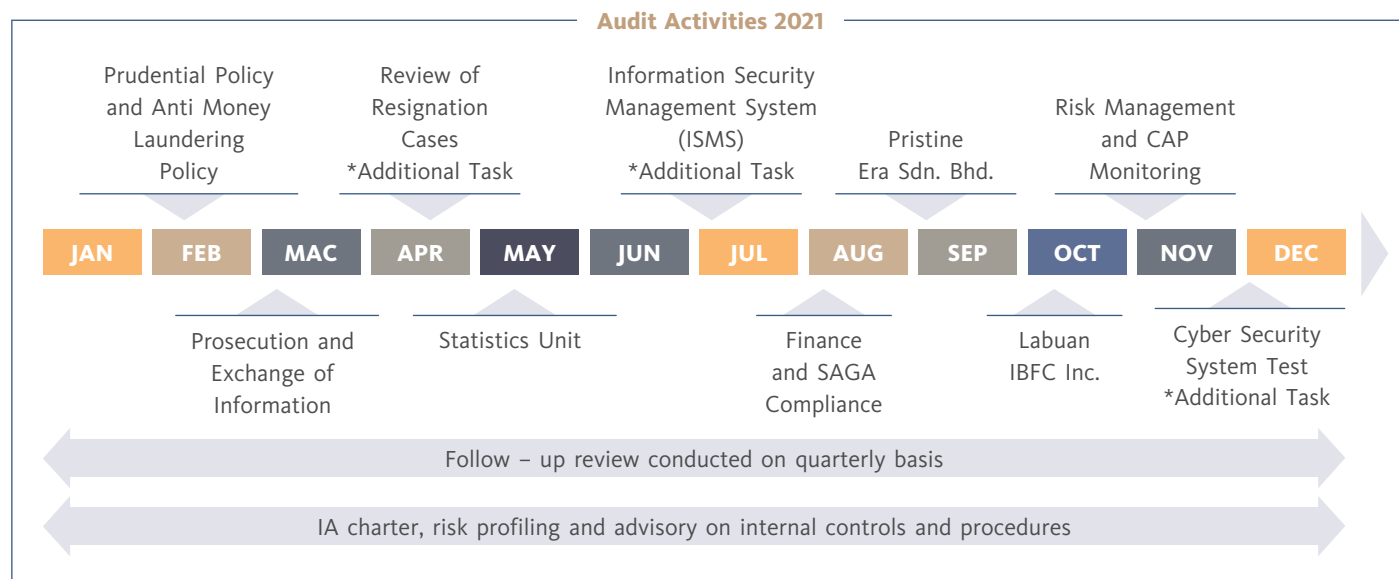 Audit Activities 2021
Prudential Policy
and Anti Money
Laundering
Policy
Review of
Resignation
Cases
*Additional Task
Information Security
Management System
(ISMS)
*Additional Task
Pristine
Era Sdn. Bhd.
Risk Management
and CAP
Monitoring
JAN
FEB
MAC
APR
MAY
JUN
JUL
AUG
SEP
OCT
NOV
DEC
Prosecution and
Exchange of
Information
Statistics Unit
Finance
and SAGA
Compliance
Labuan
IBFC Inc.
Cyber Security
System Test
*Additional Task
Follow – up review conducted on quarterly basis
IA charter, risk profiling and advisory on internal controls and procedures